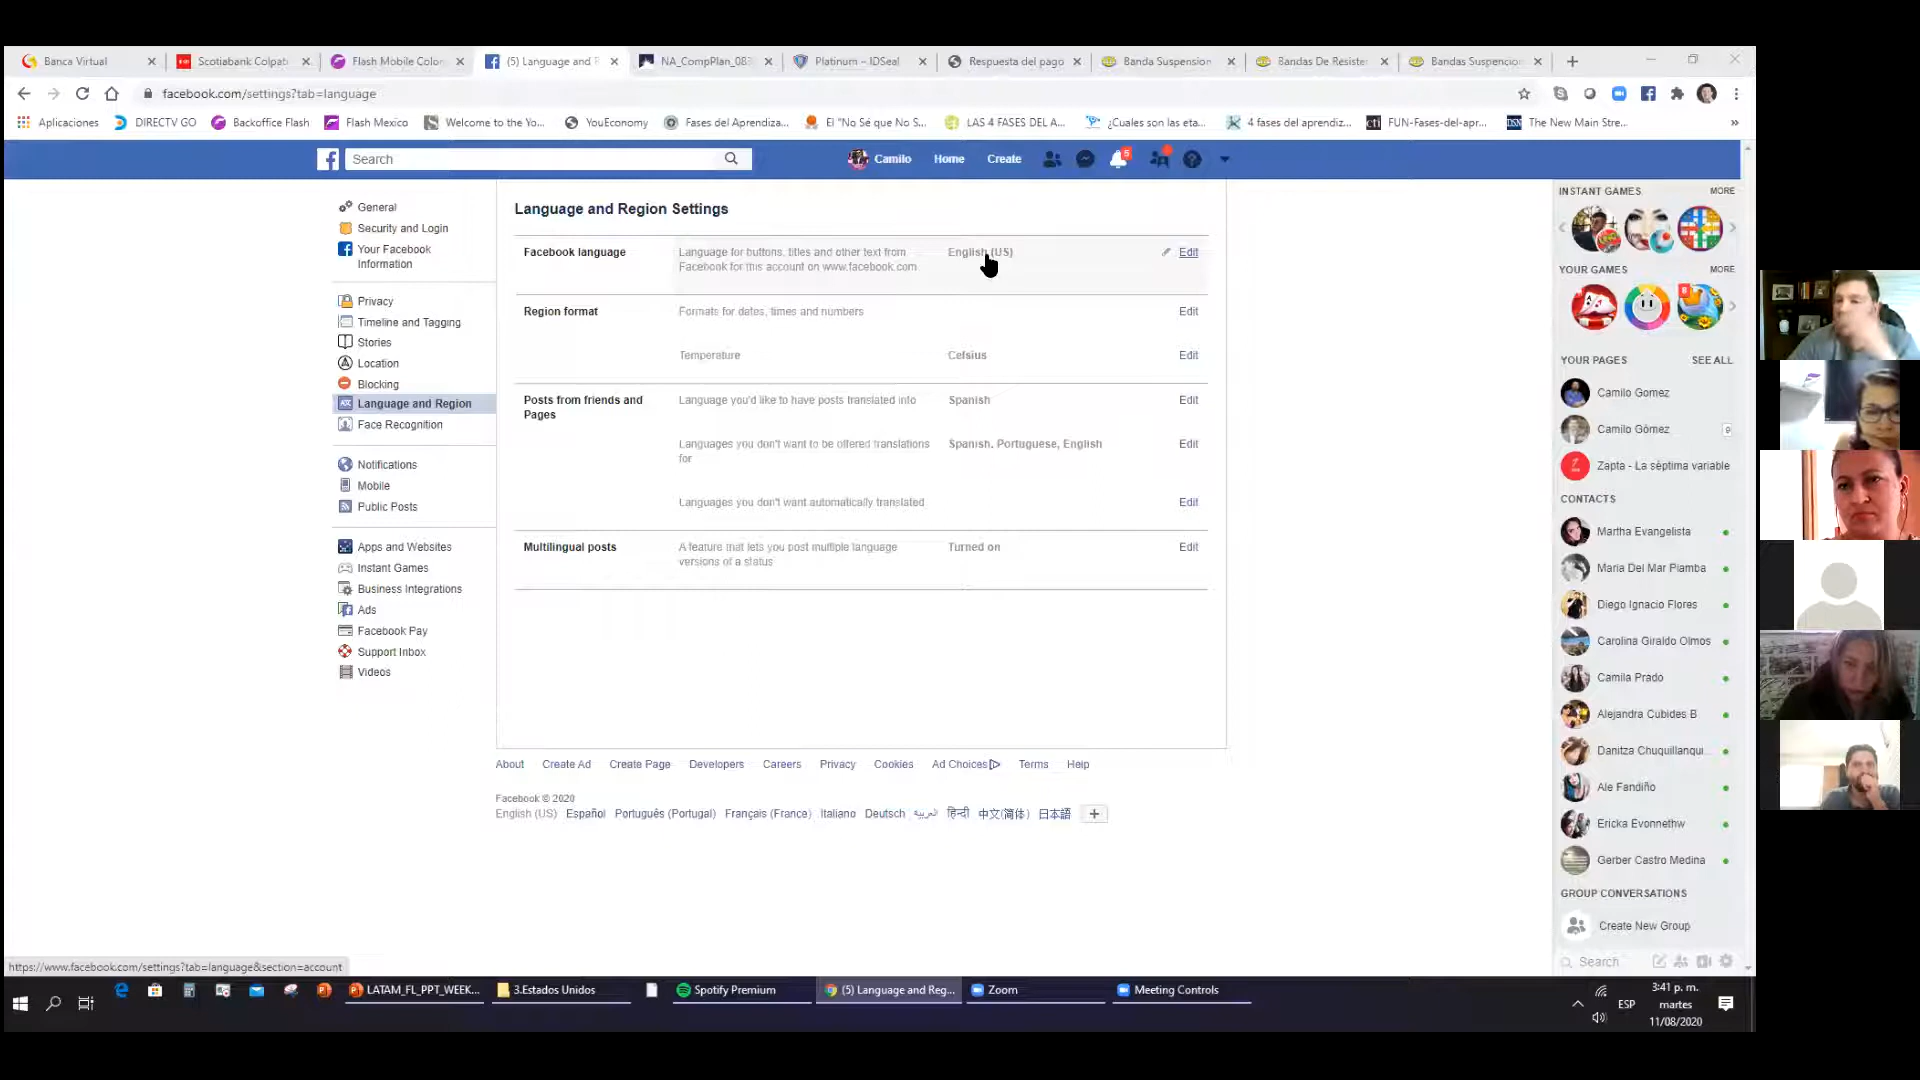 Banca Virtual
Scotiabank Colpat
Flash Mobile Color
(5) Language and R
NA_CompPlan_083
Platinum – IDSeal
Respuesta del pago
Banda Suspension
Bandas De Resiste
Bandas Suspencion
facebook.com/settings?tab=language
Aplicaciones
DIRECTV GO
Backoffice Flash
Flash Mexico
Welcome to the Yo...
YouEconomy
Fases del Aprendiza...
El "No Sé que No S...
LAS 4 FASES DEL A...
¿Cuales son las eta...
4 fases del aprendiz...
FUN-Fases-del-apr...
The New Main Stre...
Search
Camilo
Home
Create
5
General
Security and Login
Your Facebook
Information
Privacy
Timeline and Tagging
Stories
Location
Blocking
Language and Region
Face Recognition
Notifications
Mobile
Public Posts
Apps and Websites
Instant Games
Business Integrations
Ads
Facebook Pay
Support Inbox
Videos
Language and Region Settings
Facebook language
Language for buttons, titles and other text from
Facebook for this account on www.facebook.com
English (US)
Edit
Region format
Formats for dates, times and numbers
Edit
Temperature
Celsius
Edit
Posts from friends and
Pages
Language you'd like to have posts translated into
Spanish
Edit
Languages you don't want to be offered translations
for
Spanish, Portuguese, English
Edit
Languages you don't want automatically translated
Edit
Multilingual posts
A feature that lets you post multiple language
versions of a status
Turned on
Edit
About
Create Ad
Create Page
Developers
Careers
Privacy
Cookies
Ad Choices
Terms
Help
Facebook © 2020
English (US)
Español
Português (Portugal)
Français (France)
Italiano
Deutsch
العربية
हिन्दी
中文(简体)
日本語
INSTANT GAMES
MORE
YOUR GAMES
MORE
YOUR PAGES
SEE ALL
Camilo Gomez
Camilo Gómez
9
Zapta - La séptima variable
CONTACTS
Martha Evangelista
Maria Del Mar Piamba
Diego Ignacio Flores
Carolina Giraldo Olmos
Camila Prado
Alejandra Cubides B
Danitza Chuquillanqui...
Ale Fandiño
Ericka Evonnethw
Gerber Castro Medina
GROUP CONVERSATIONS
Create New Group
Search
https://www.facebook.com/settings?tab=language&section=account
LATAM_FL_PPT_WEEK...
3.Estados Unidos
Spotify Premium
(5) Language and Reg...
Zoom
Meeting Controls
ESP
3:41 p. m.
martes
11/08/2020